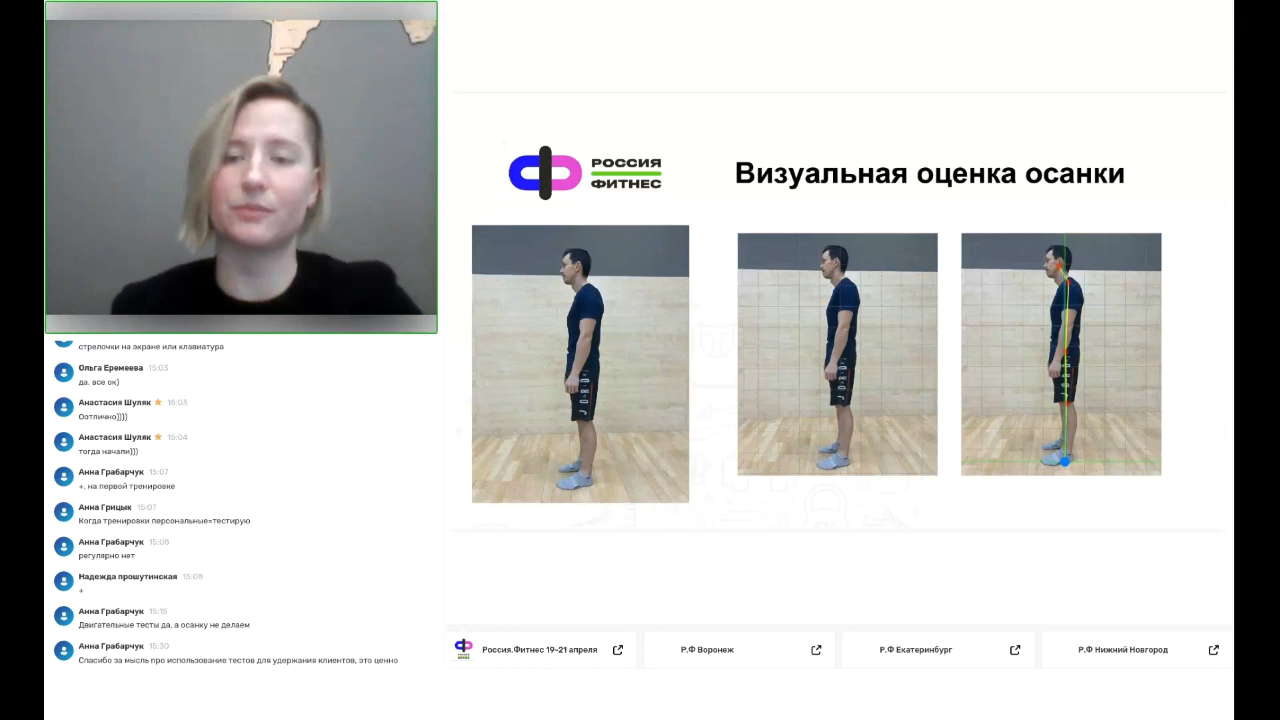 стрелочки на экране или клавиатура
Ольга Еремеева 15:03
да, все ок)
Анастасия Шуляк 15:03
Оотлично))))
Анастасия Шуляк 15:04
тогда начали)))
Анна Грабарчук 15:07
+, на первой тренировке
Анна Грицык 15:07
Когда тренировки персональные=тестирую
Анна Грабарчук 15:08
регулярно нет
Надежда прошутинская 15:08
+
Анна Грабарчук 15:15
Двигательные тесты да, а осанку не делаем
Анна Грабарчук 15:30
Спасибо за мысль про использование тестов для удержания клиентов, это ценно
РОССИЯ
ФИТНЕС
Визуальная оценка осанки
Россия.Фитнес 19-21 апреля
Р.Ф Воронеж
Р.Ф Екатеринбург
Р.Ф Нижний Новгород